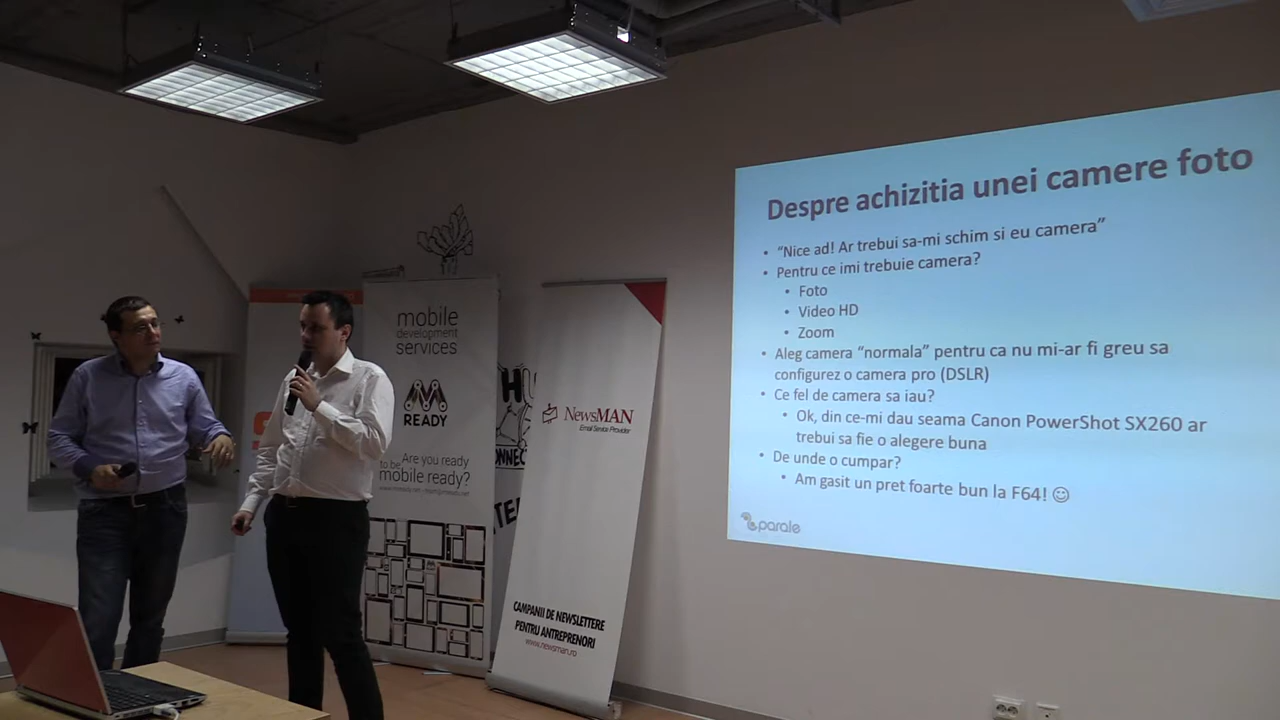 Despre achizitia unei camere foto
• “Nice ad! Ar trebui sa-mi schim si eu camera”
• Pentru ce imi trebuie camera?
• Foto
• Video HD
• Zoom
• Aleg camera “normala” pentru ca nu mi-ar fi greu sa
configurez o camera pro (DSLR)
• Ce fel de camera sa iau?
• Ok, din ce-mi dau seama Canon PowerShot SX260 ar
trebui sa fie o alegere buna
• De unde o cumpar?
• Am gasit un pret foarte bun la F64! ☺
parale
mobile
development
services
READY
Are you ready
to be mobile ready?
NewsMAN
Email Service Provider
CAMPANII DE NEWSLETTERE
PENTRU ANTREPRENORI
www.newsman.ro
HU
ONNEC
TE